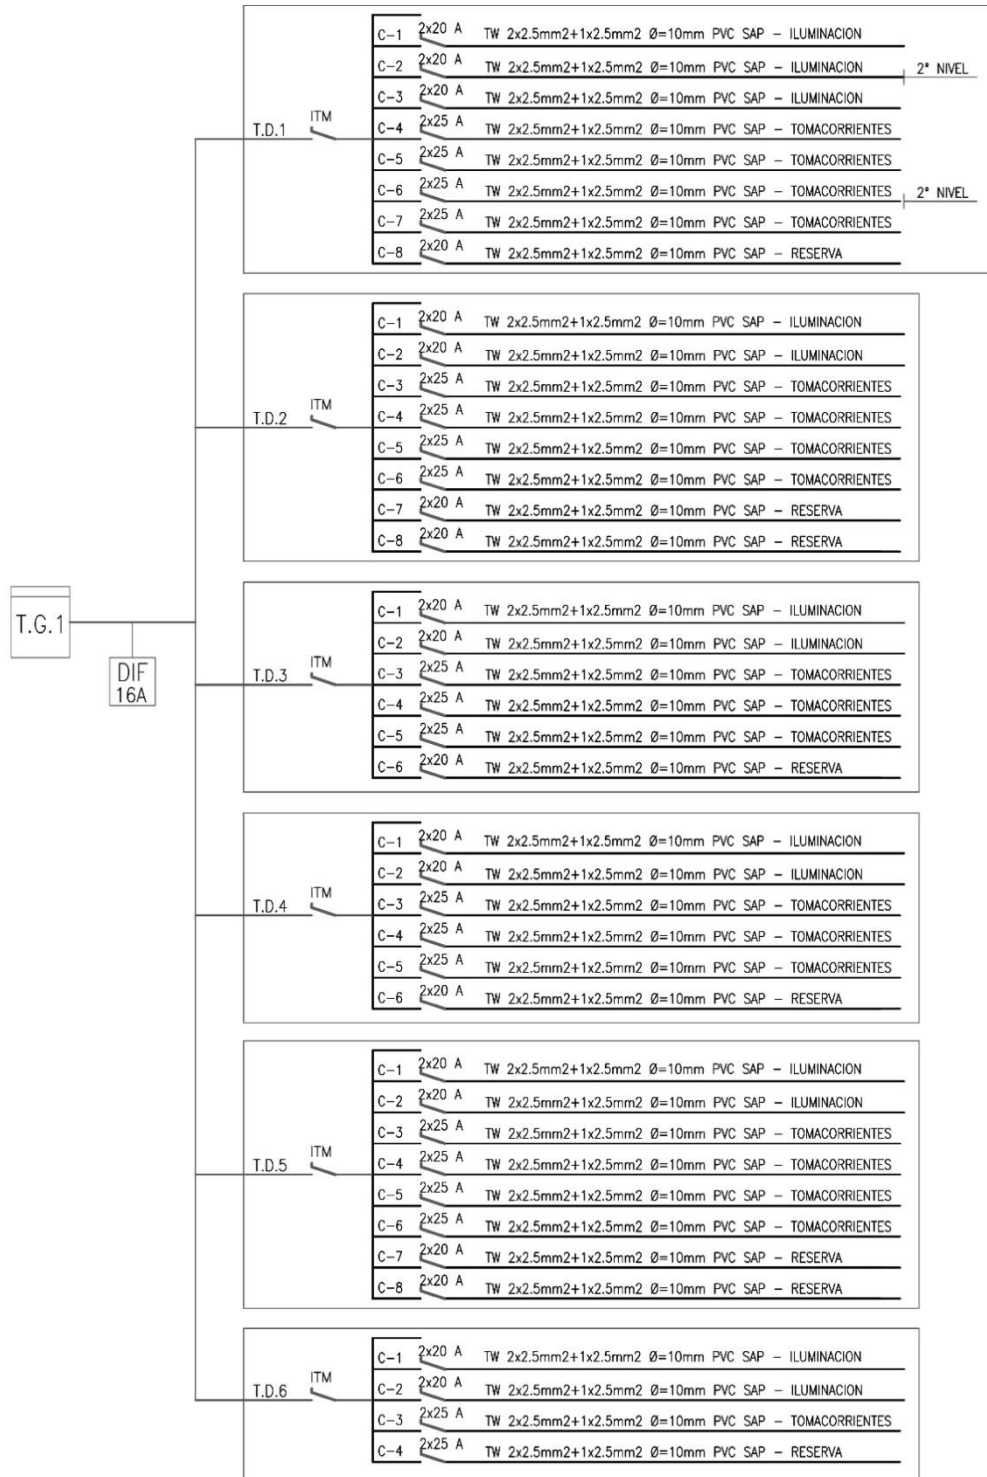 C-1 2x20 A TW 2x2.5mm2+1x2.5mm2 Ø=10mm PVC SAP - ILUMINACION
C-2 2x20 A TW 2x2.5mm2+1x2.5mm2 Ø=10mm PVC SAP - ILUMINACION 2° NIVEL
C-3 2x20 A TW 2x2.5mm2+1x2.5mm2 Ø=10mm PVC SAP - ILUMINACION
T.D.1 ITM C-4 2x25 A TW 2x2.5mm2+1x2.5mm2 Ø=10mm PVC SAP - TOMACORRIENTES
C-5 2x25 A TW 2x2.5mm2+1x2.5mm2 Ø=10mm PVC SAP - TOMACORRIENTES
C-6 2x25 A TW 2x2.5mm2+1x2.5mm2 Ø=10mm PVC SAP - TOMACORRIENTES 2° NIVEL
C-7 2x25 A TW 2x2.5mm2+1x2.5mm2 Ø=10mm PVC SAP - TOMACORRIENTES
C-8 2x20 A TW 2x2.5mm2+1x2.5mm2 Ø=10mm PVC SAP - RESERVA
C-1 2x20 A TW 2x2.5mm2+1x2.5mm2 Ø=10mm PVC SAP - ILUMINACION
C-2 2x20 A TW 2x2.5mm2+1x2.5mm2 Ø=10mm PVC SAP - ILUMINACION
C-3 2x25 A TW 2x2.5mm2+1x2.5mm2 Ø=10mm PVC SAP - TOMACORRIENTES
T.D.2 ITM C-4 2x25 A TW 2x2.5mm2+1x2.5mm2 Ø=10mm PVC SAP - TOMACORRIENTES
C-5 2x25 A TW 2x2.5mm2+1x2.5mm2 Ø=10mm PVC SAP - TOMACORRIENTES
C-6 2x25 A TW 2x2.5mm2+1x2.5mm2 Ø=10mm PVC SAP - TOMACORRIENTES
C-7 2x20 A TW 2x2.5mm2+1x2.5mm2 Ø=10mm PVC SAP - RESERVA
C-8 2x20 A TW 2x2.5mm2+1x2.5mm2 Ø=10mm PVC SAP - RESERVA
T.G.1
DIF
16A
C-1 2x20 A TW 2x2.5mm2+1x2.5mm2 Ø=10mm PVC SAP - ILUMINACION
C-2 2x20 A TW 2x2.5mm2+1x2.5mm2 Ø=10mm PVC SAP - ILUMINACION
T.D.3 ITM C-3 2x25 A TW 2x2.5mm2+1x2.5mm2 Ø=10mm PVC SAP - TOMACORRIENTES
C-4 2x25 A TW 2x2.5mm2+1x2.5mm2 Ø=10mm PVC SAP - TOMACORRIENTES
C-5 2x25 A TW 2x2.5mm2+1x2.5mm2 Ø=10mm PVC SAP - TOMACORRIENTES
C-6 2x20 A TW 2x2.5mm2+1x2.5mm2 Ø=10mm PVC SAP - RESERVA
C-1 2x20 A TW 2x2.5mm2+1x2.5mm2 Ø=10mm PVC SAP - ILUMINACION
C-2 2x20 A TW 2x2.5mm2+1x2.5mm2 Ø=10mm PVC SAP - ILUMINACION
T.D.4 ITM C-3 2x25 A TW 2x2.5mm2+1x2.5mm2 Ø=10mm PVC SAP - TOMACORRIENTES
C-4 2x25 A TW 2x2.5mm2+1x2.5mm2 Ø=10mm PVC SAP - TOMACORRIENTES
C-5 2x25 A TW 2x2.5mm2+1x2.5mm2 Ø=10mm PVC SAP - TOMACORRIENTES
C-6 2x20 A TW 2x2.5mm2+1x2.5mm2 Ø=10mm PVC SAP - RESERVA
C-1 2x20 A TW 2x2.5mm2+1x2.5mm2 Ø=10mm PVC SAP - ILUMINACION
C-2 2x20 A TW 2x2.5mm2+1x2.5mm2 Ø=10mm PVC SAP - ILUMINACION
C-3 2x25 A TW 2x2.5mm2+1x2.5mm2 Ø=10mm PVC SAP - TOMACORRIENTES
T.D.5 ITM C-4 2x25 A TW 2x2.5mm2+1x2.5mm2 Ø=10mm PVC SAP - TOMACORRIENTES
C-5 2x25 A TW 2x2.5mm2+1x2.5mm2 Ø=10mm PVC SAP - TOMACORRIENTES
C-6 2x25 A TW 2x2.5mm2+1x2.5mm2 Ø=10mm PVC SAP - TOMACORRIENTES
C-7 2x20 A TW 2x2.5mm2+1x2.5mm2 Ø=10mm PVC SAP - RESERVA
C-8 2x20 A TW 2x2.5mm2+1x2.5mm2 Ø=10mm PVC SAP - RESERVA
C-1 2x20 A TW 2x2.5mm2+1x2.5mm2 Ø=10mm PVC SAP - ILUMINACION
T.D.6 ITM C-2 2x20 A TW 2x2.5mm2+1x2.5mm2 Ø=10mm PVC SAP - ILUMINACION
C-3 2x25 A TW 2x2.5mm2+1x2.5mm2 Ø=10mm PVC SAP - TOMACORRIENTES
C-4 2x25 A TW 2x2.5mm2+1x2.5mm2 Ø=10mm PVC SAP - RESERVA